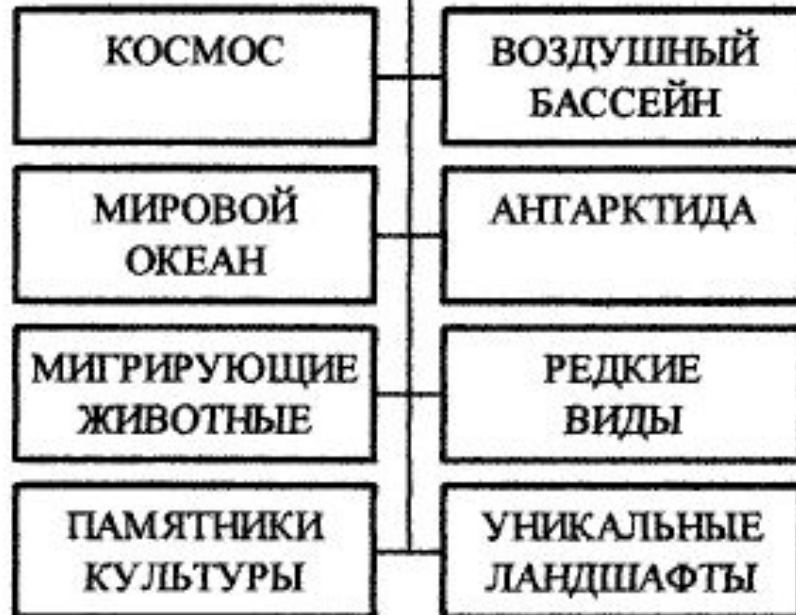 КОСМОС
ВОЗДУШНЫЙ
БАССЕЙН
МИРОВОЙ
ОКЕАН
АНТАРКТИДА
МИГРИРУЮЩИЕ
ЖИВОТНЫЕ
РЕДКИЕ
ВИДЫ
ПАМЯТНИКИ
КУЛЬТУРЫ
УНИКАЛЬНЫЕ
ЛАНДШАФТЫ